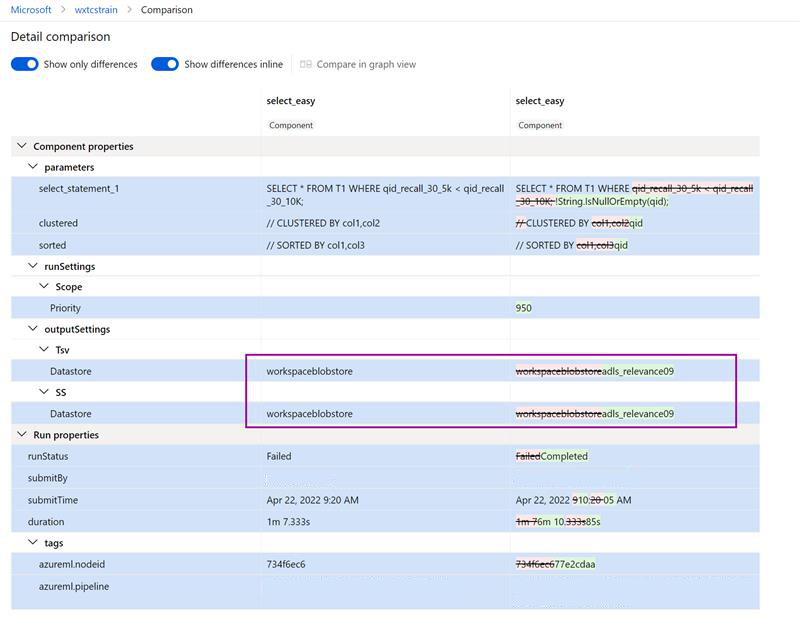 Microsoft > wxtcstrain > Comparison
Detail comparison
Show only differences Show differences inline Compare in graph view
select_easy select_easy
Component Component
Component properties
parameters
select_statement_1 SELECT * FROM T1 WHERE qid_recall_30_5k < qid_recall SELECT * FROM T1 WHERE qid_recall_30_5k < qid_recall
_30_10K; _30_10K; !String.IsNullOrEmpty(qid);
clustered // CLUSTERED BY col1,col2 // CLUSTERED BY col1,col2qid
sorted // SORTED BY col1,col3 // SORTED BY col1,col3qid
runSettings
Scope
Priority 950
outputSettings
Tsv
Datastore workspaceblobstore workspaceblobstoreadls_relevance09
SS
Datastore workspaceblobstore workspaceblobstoreadls_relevance09
Run properties
runStatus Failed FailedCompleted
submitBy
submitTime Apr 22, 2022 9:20 AM Apr 22, 2022 910:20 05 AM
duration 1m 7.333s 1m 76m 10.333s85s
tags
azureml.nodeid 734f6ec6 734f6ec677e2cdaa
azureml.pipeline